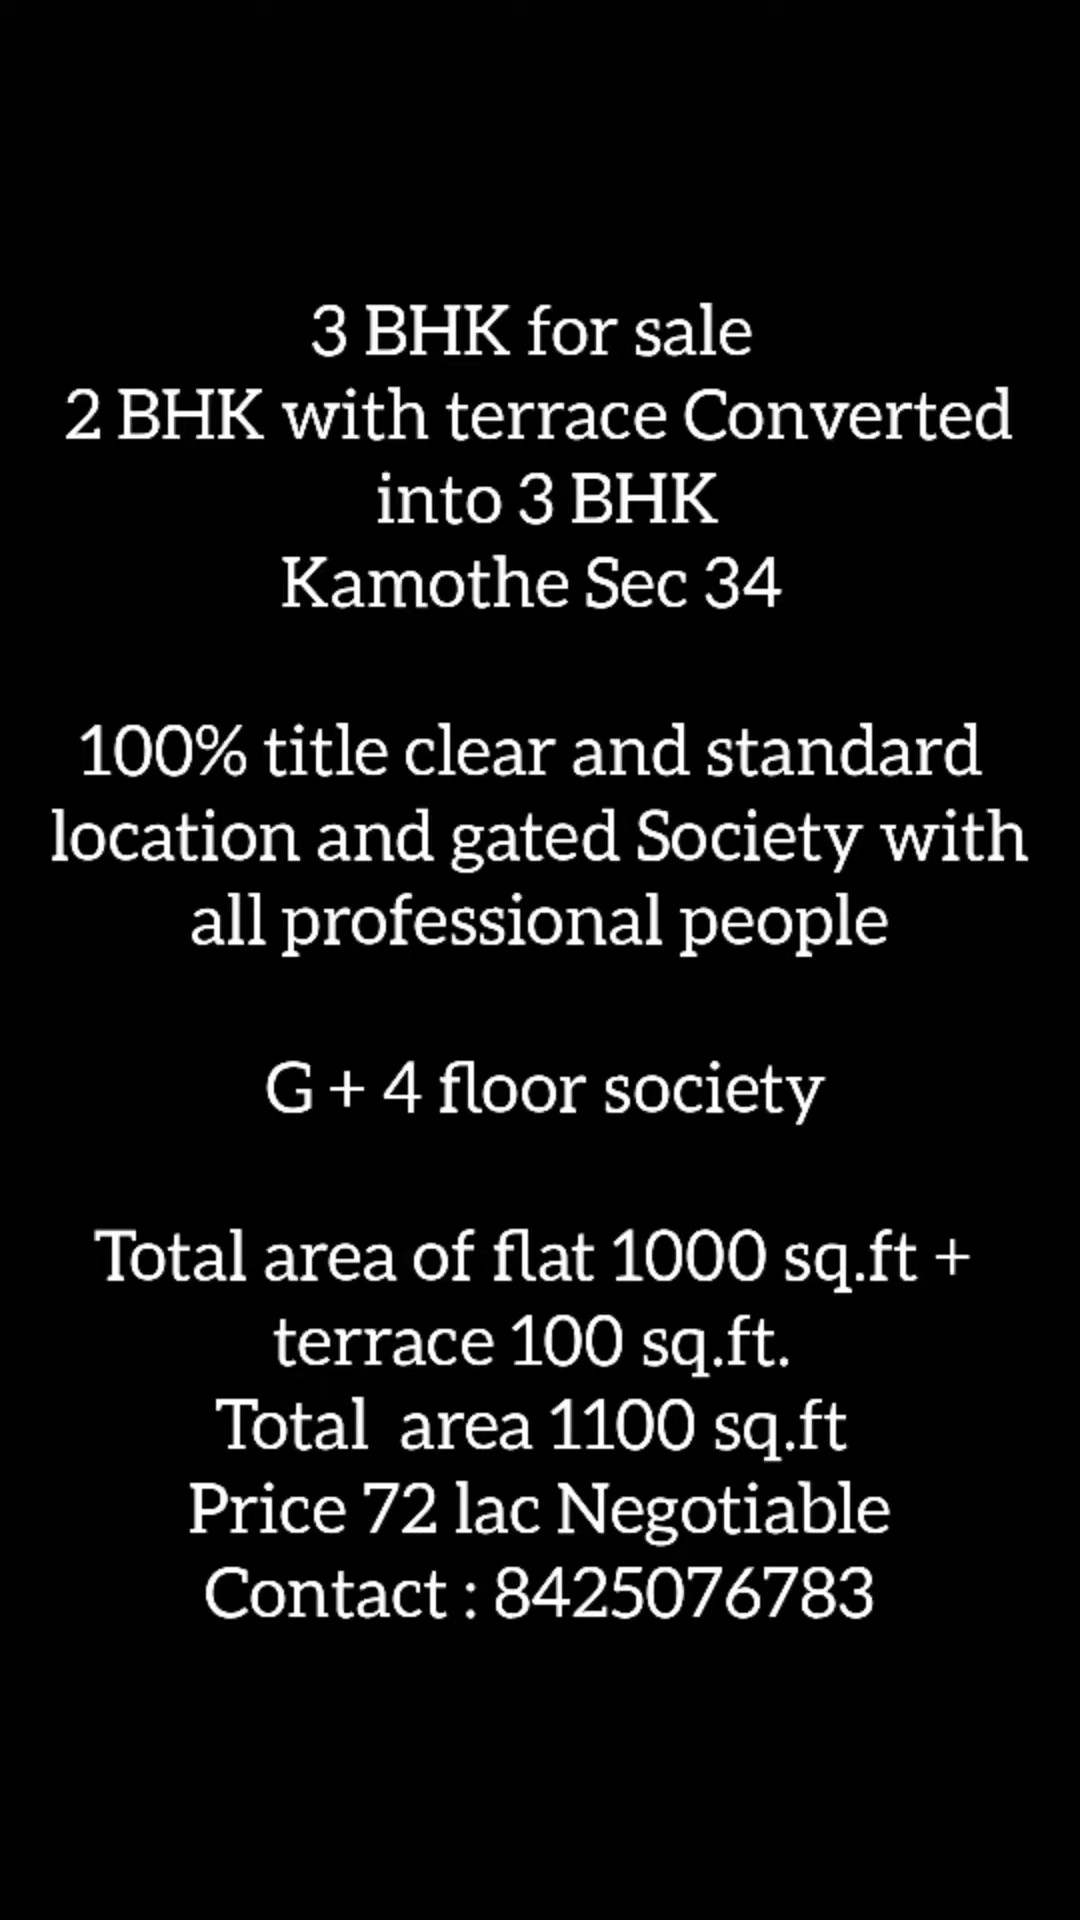 3 BHK for sale
2 BHK with terrace Converted
into 3 BHK
Kamothe Sec 34
100% title clear and standard
location and gated Society with
all professional people
G + 4 floor society
Total area of flat 1000 sq.ft +
terrace 100 sq.ft.
Total area 1100 sq.ft
Price 72 lac Negotiable
Contact : 8425076783